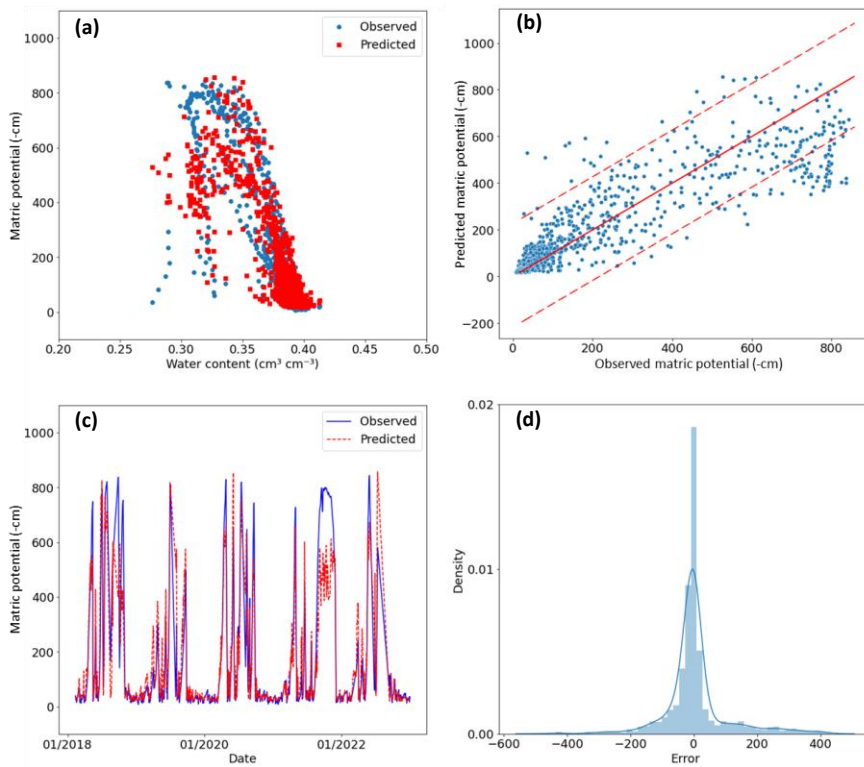 (a)
Observed
Predicted
1000
800
600
400
200
0
Matric potential (-cm)
0.20
0.25
0.30
0.35
0.40
0.45
0.50
Water content (cm³ cm⁻³)
(b)
1000
800
600
400
200
0
−200
Predicted matric potential (-cm)
0
200
400
600
800
Observed matric potential (-cm)
(c)
Observed
Predicted
1000
800
600
400
200
0
Matric potential (-cm)
01/2018
01/2020
01/2022
Date
(d)
0.02
0.01
0.00
Density
−600
−400
−200
0
200
400
Error